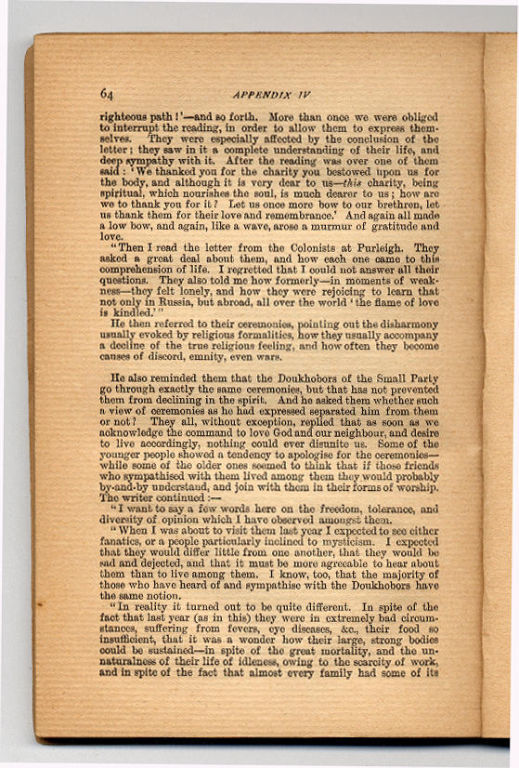 64
APPENDIX IV
righteous path!'—and so forth. More than once we were obliged
to interrupt the reading, in order to allow them to express them-
selves. They were especially affected by the conclusion of the
letter; they saw in it a complete understanding of their life, and
deep sympathy with it. After the reading was over one of them
said: 'We thanked you for the charity you bestowed upon us for
the body, and although it is very dear to us—this charity, being
spiritual, which nourishes the soul, is much dearer to us; how are
we to thank you for it? Let us once more bow to our brethren, let
us thank them for their love and remembrance.' And again all made
a low bow, and again, like a wave, arose a murmur of gratitude and
love.
"Then I read the letter from the Colonists at Purleigh. They
asked a great deal about them, and how each one came to this
comprehension of life. I regretted that I could not answer all their
questions. They also told me how formerly—in moments of weak-
ness—they felt lonely, and how they were rejoicing to learn that
not only in Russia, but abroad, all over the world 'the flame of love
is kindled.'"
He then referred to their ceremonies, pointing out the disharmony
usually evoked by religious formalities, how they usually accompany
a decline of the true religious feeling, and how often they become
causes of discord, enmity, even wars.
He also reminded them that the Doukhobors of the Small Party
go through exactly the same ceremonies, but that has not prevented
them from declining in the spirit. And he asked them whether such
a view of ceremonies as he had expressed separated him from them
or not? They all, without exception, replied that as soon as we
acknowledge the command to love God and our neighbour, and desire
to live accordingly, nothing could ever disunite us. Some of the
younger people showed a tendency to apologise for the ceremonies—
while some of the older ones seemed to think that if those friends
who sympathised with them lived among them they would probably
by-and-by understand, and join with them in their forms of worship.
The writer continued:—
"I want to say a few words here on the freedom, tolerance, and
diversity of opinion which I have observed amongst them.
"When I was about to visit them last year I expected to see either
fanatics, or a people particularly inclined to mysticism. I expected
that they would differ little from one another, that they would be
sad and dejected, and that it must be more agreeable to hear about
them than to live among them. I know, too, that the majority of
those who have heard of and sympathise with the Doukhobors have
the same notion.
"In reality it turned out to be quite different. In spite of the
fact that last year (as in this) they were in extremely bad circum-
stances, suffering from fevers, eye diseases, &c., their food so
insufficient, that it was a wonder how their large, strong bodies
could be sustained—in spite of the great mortality, and the un-
naturalness of their life of idleness, owing to the scarcity of work,
and in spite of the fact that almost every family had some of its